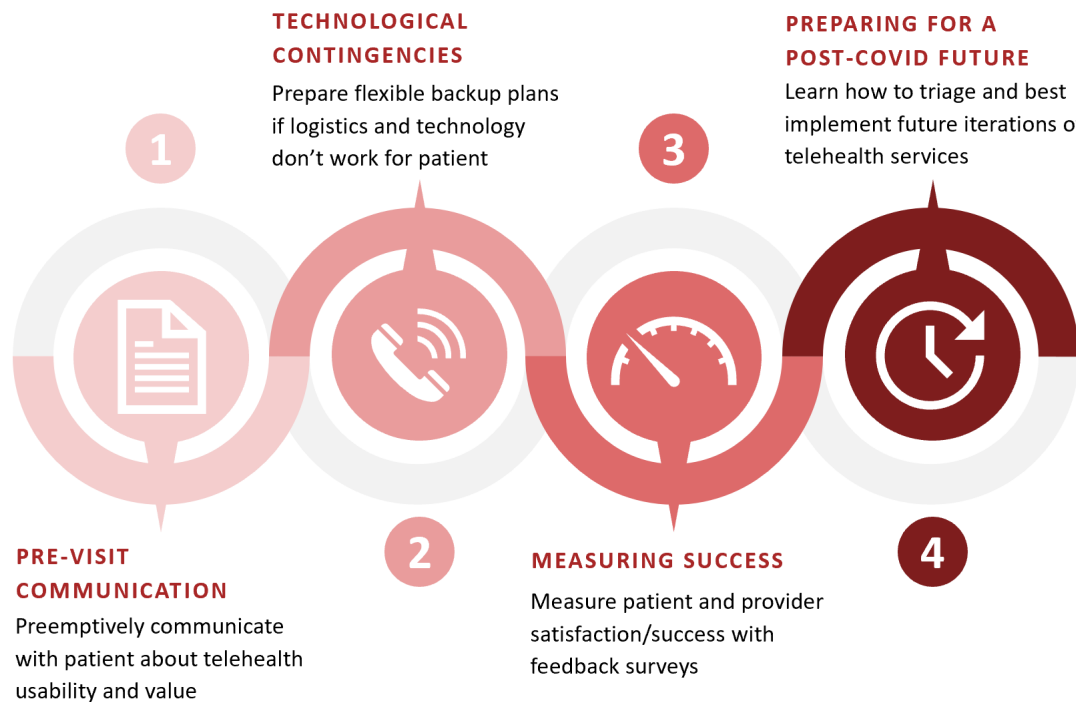 1
PRE-VISIT
COMMUNICATION
Preemptively communicate
with patient about telehealth
usability and value
TECHNOLOGICAL
CONTINGENCIES
Prepare flexible backup plans
if logistics and technology
don’t work for patient
2
3
MEASURING SUCCESS
Measure patient and provider
satisfaction/success with
feedback surveys
PREPARING FOR A
POST-COVID FUTURE
Learn how to triage and best
implement future iterations o
telehealth services
4